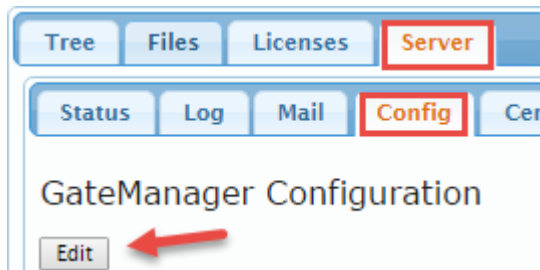 Tree Files Licenses Server
Status Log Mail Config
GateManager Configuration
Edit